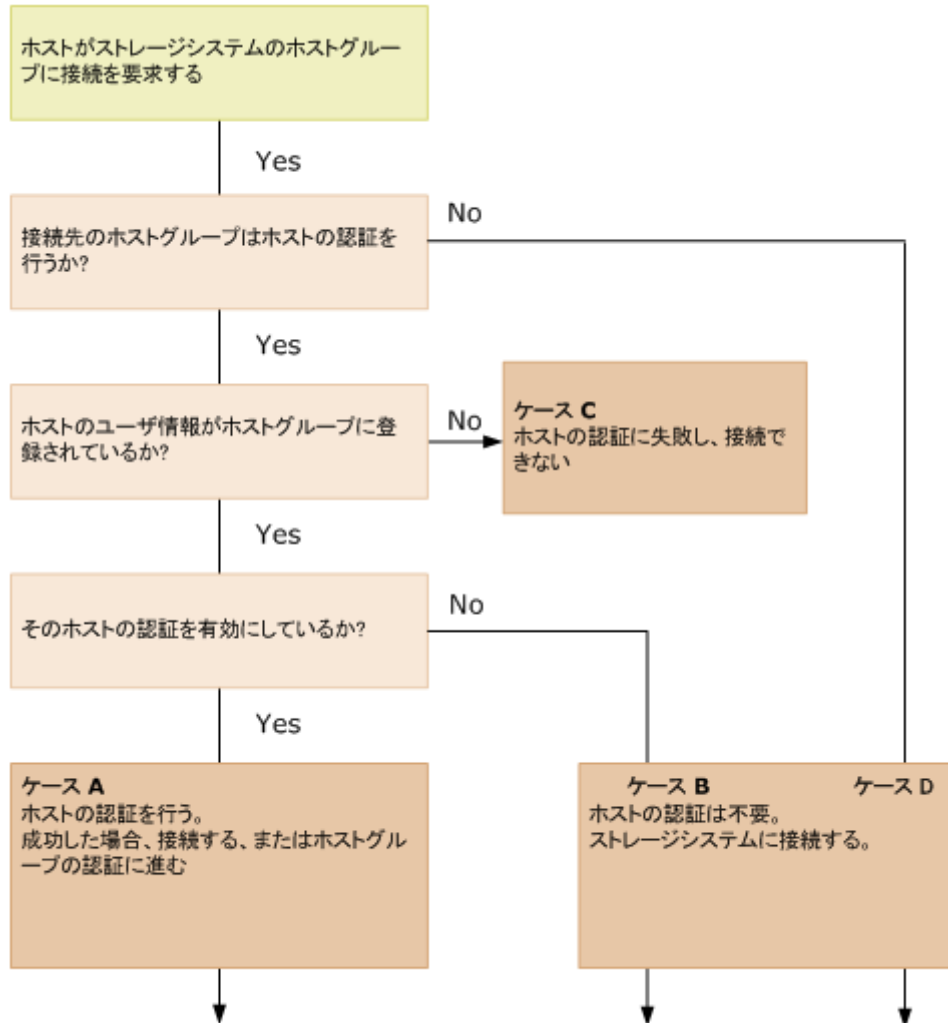 ホストがストレージシステムのホストグルー
プに接続を要求する
Yes
接続先のホストグループはホストの認証を
行うか?
No
Yes
ホストのユーザ情報がホストグループに登
録されているか?
No
ケース C
ホストの認証に失敗し、接続で
きない
Yes
そのホストの認証を有効にしているか?
No
Yes
ケース A
ホストの認証を行う。
成功した場合、接続する、またはホストグル
ープの認証に進む
ケース B
ケース D
ホストの認証は不要。
ストレージシステムに接続する。